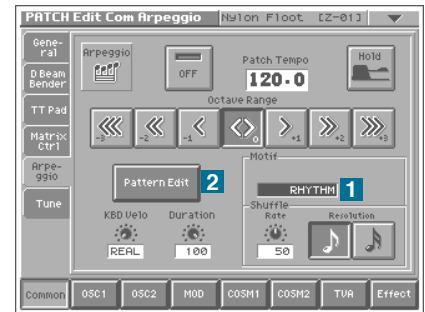 PATCH Edit Com Arpeggio Nylon Floot [Z-01]
Gene-
ral
D Beam
Bender
TT Pad
Matrix
Ctrl
Arpe-
ggio
Tune
Arpeggio
OFF
Patch Tempo
120.0
Hold
Octave Range
-3 -2 -1 0 +1 +2 +3
Pattern Edit 2
Motif
RHYTHM 1
KBD Velo Duration
REAL 100
Shuffle
Rate Resolution
50
Common OSC1 OSC2 MOD COSM1 COSM2 TVA Effect